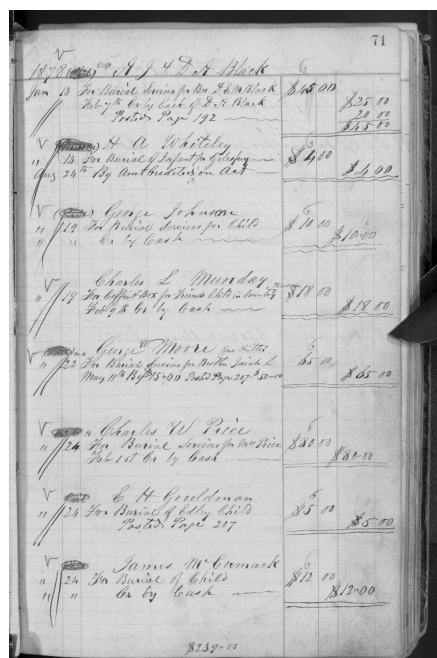 71
1878 A J & D A Black
Jan 13 For Burial Services for Bro D. E. M Black $45 00
Feb 7th Cr by Cash of D. A Black $25 00
Posted Page 192 20 00
$45 00
H A Whiteley
" 14 For Burial of Infant for $4 00
Aug 24th By Amt Credited on Act $4 00
George Johnson
" 19 For Burial Services for Child $10 00
" " Cr by Cash $10-00
Charles L Munday
" 19 For Coffin & Box for Friends Child in Country $18 00
Feb 9th Cr by Cash $18 00
George W Moore
" 22 For Burial Services for Brother 65 00
May 11th By $15-00 Posted Page 207 $50-00 $65 00
Charles W Price
" 24 For Burial Services for Mrs Price $80 00
Feb 1st Cr by Cash $80-00
C H Gouldman
" 24 For Burial of Child $5 00
Posted Page 207 $5 00
James McCormack
" 24 For Burial of Child $12 00
" " Cr by Cash $12-00
$239-00